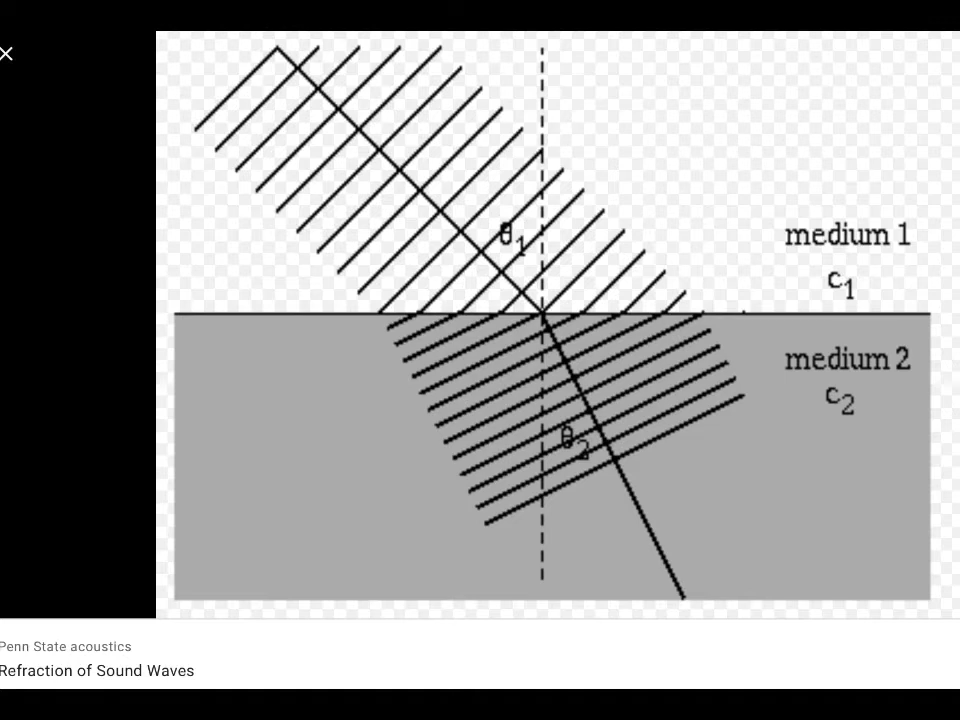 θ1
medium 1
c1
medium 2
c2
θ2
Penn State acoustics
Refraction of Sound Waves